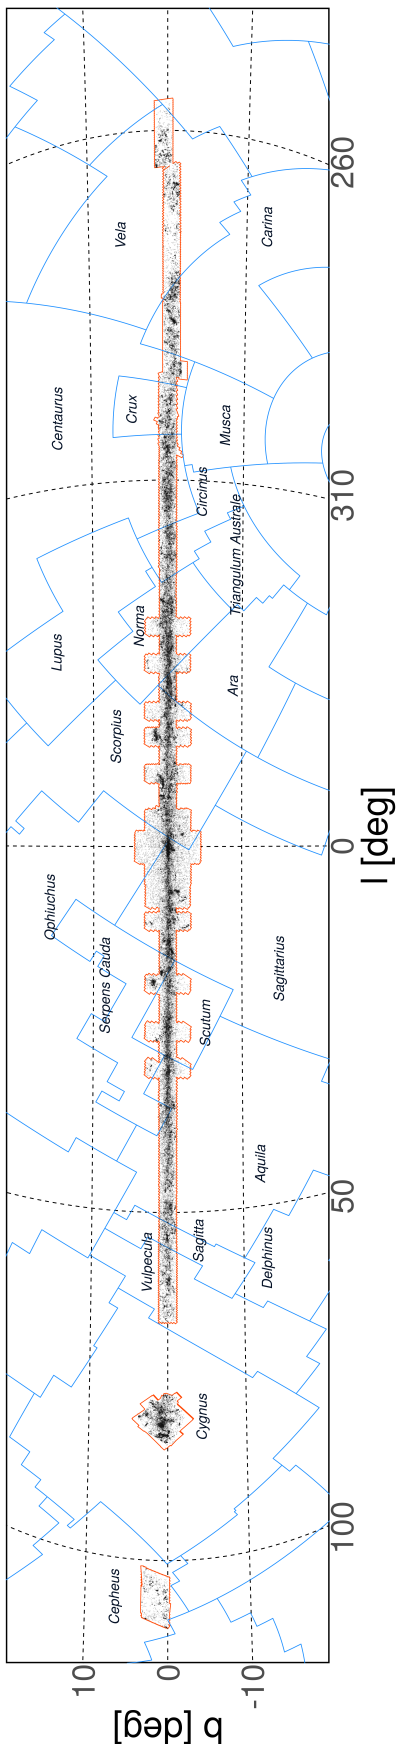 260
Vela
Carina
Centaurus
Crux
Musca
Circinus
310
Triangulum Australe
Norma
Lupus
Ara
Scorpius
0
l [deg]
Ophiuchus
Serpens Cauda
Sagittarius
Scutum
Aquila
50
Vulpecula
Sagitta
Delphinus
Cygnus
100
Cepheus
10
0
-10
b [deg]